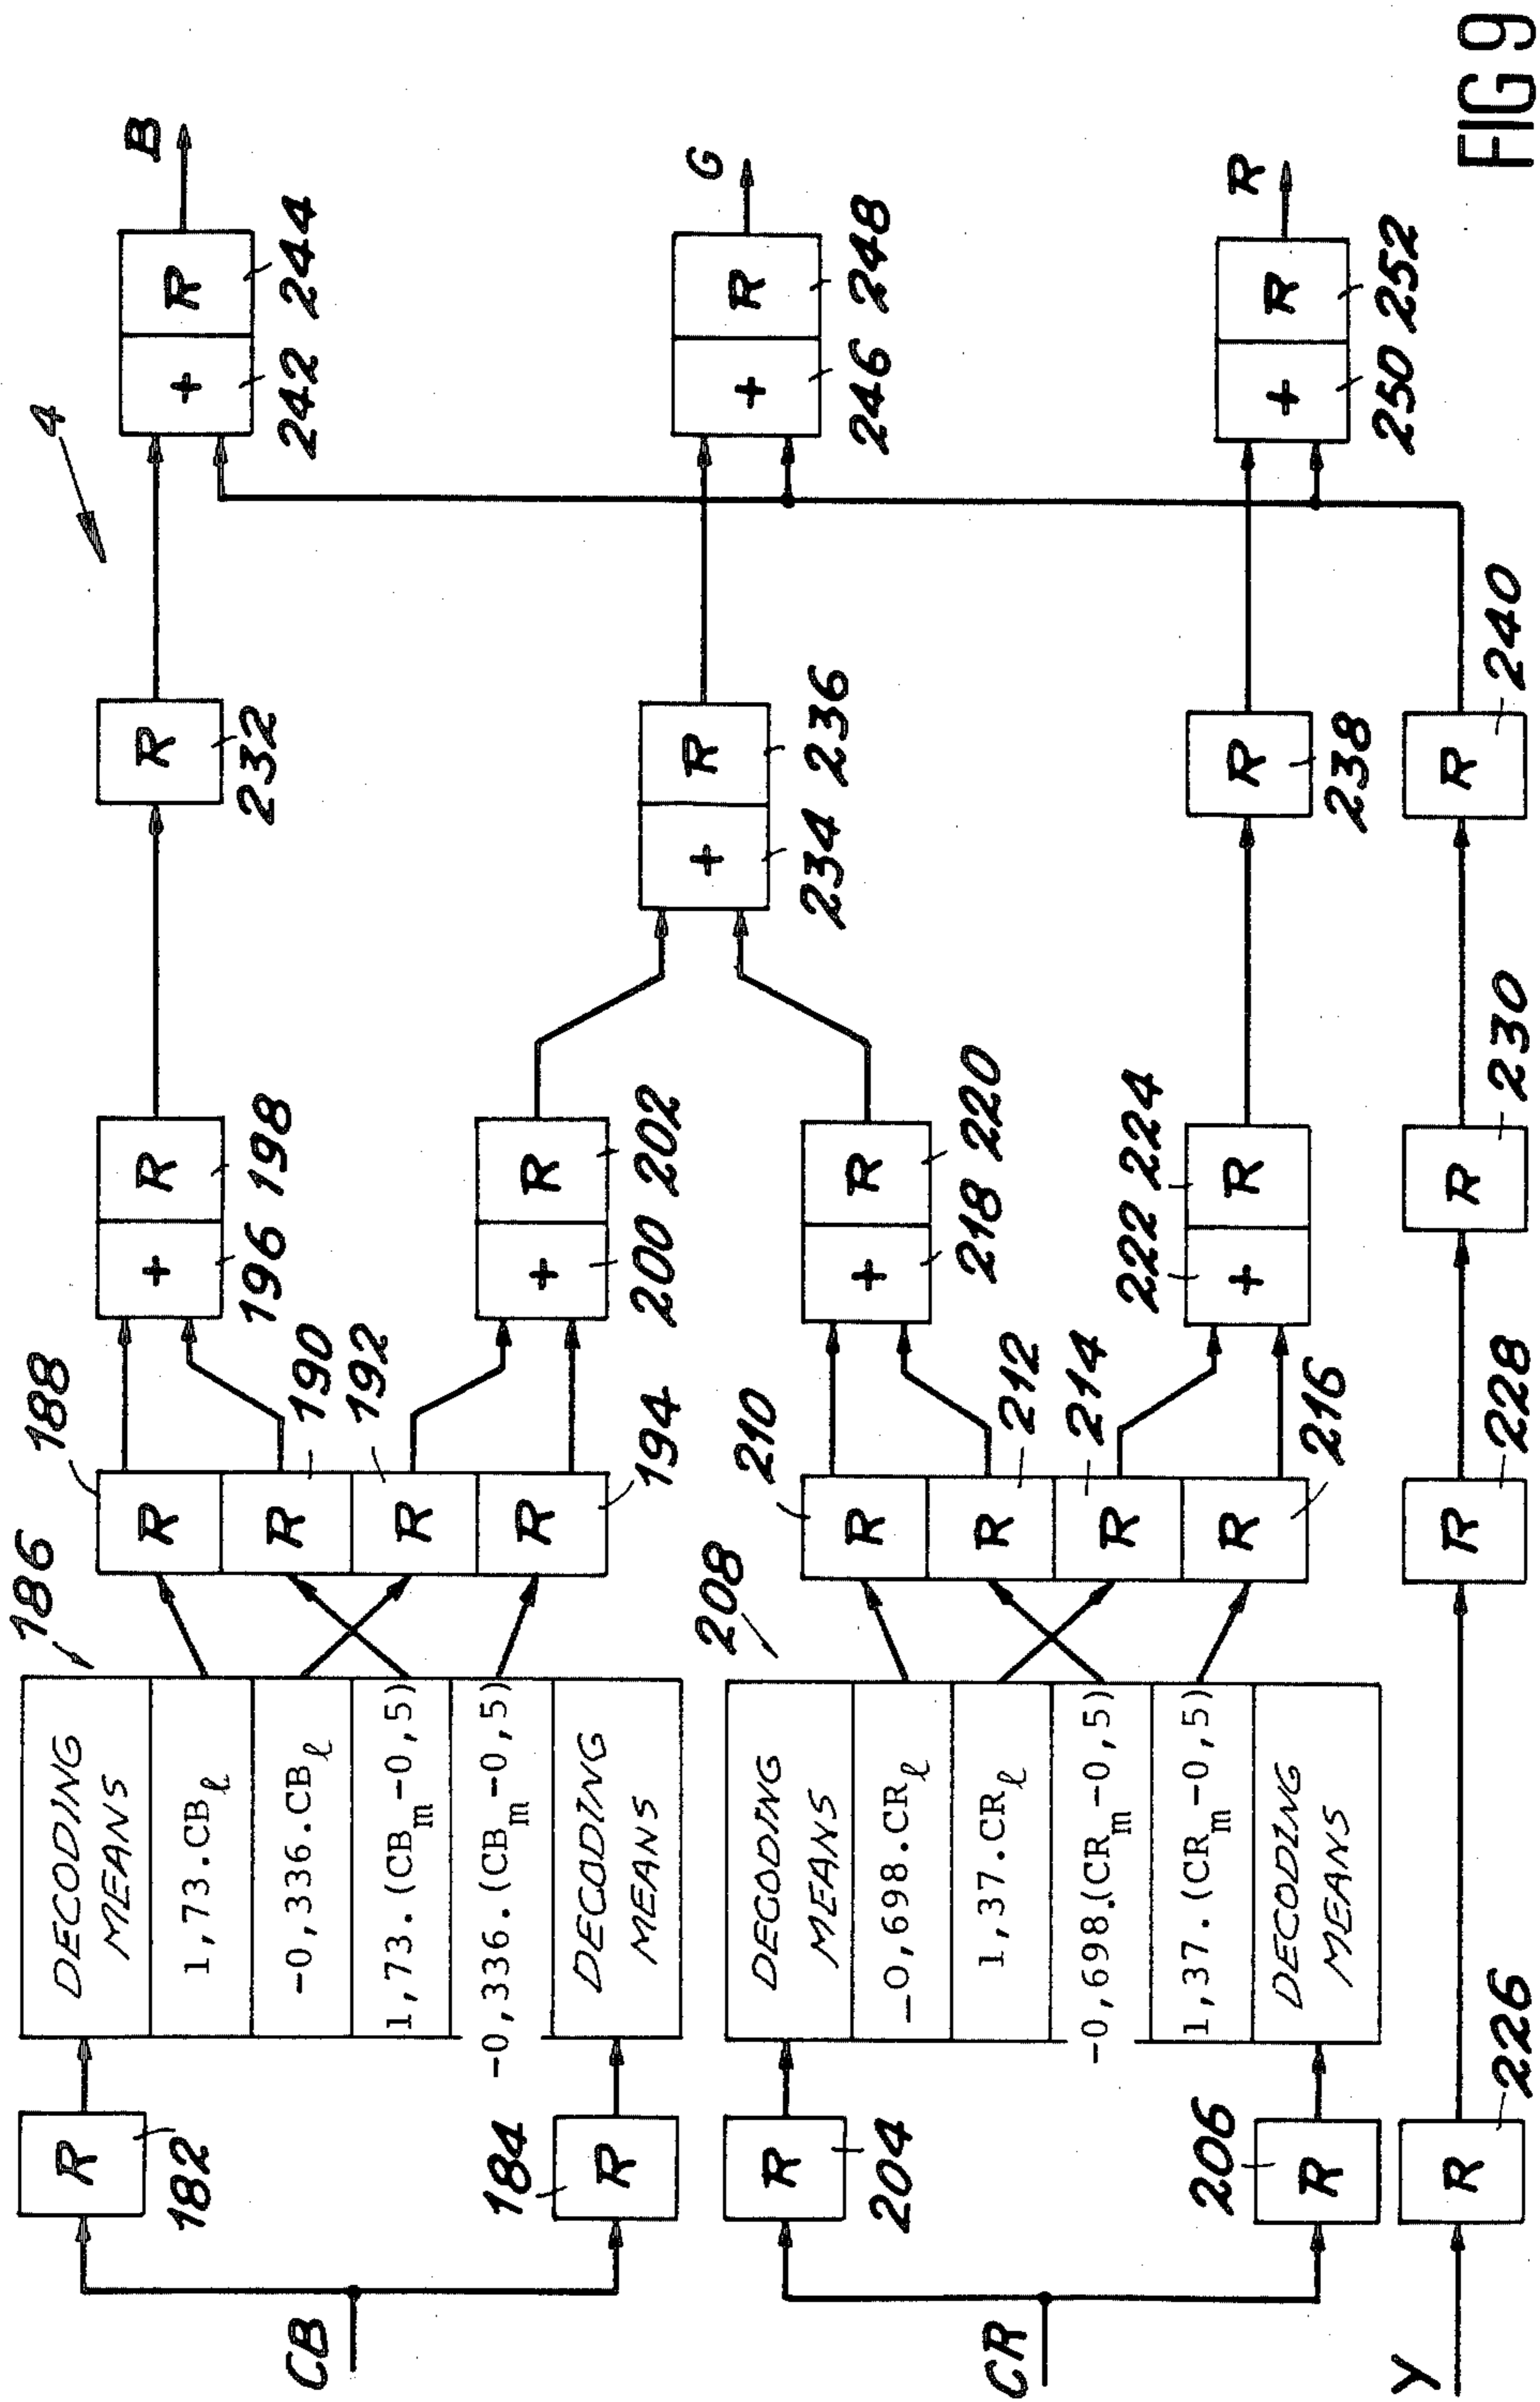 FIG 9
4
CB
R
182
184
R
186
DECODING
MEANS
1,73.CBℓ
-0,336.CBℓ
1,73.(CBm-0,5)
-0,336.(CBm-0,5)
DECODING
MEANS
188
R
R
190
R
192
R
194
+
R
196
198
+
R
200
202
R
232
+
R
242
244
B
CR
R
204
206
R
208
DECODING
MEANS
-0,698.CRℓ
1,37.CRℓ
-0,698.(CRm-0,5)
1,37.(CRm-0,5)
DECODING
MEANS
210
R
R
212
R
214
R
216
+
R
218
220
222
224
+
R
+
R
234
236
R
238
+
R
246
248
G
+
R
250
252
R
Y
R
226
R
228
R
230
R
240